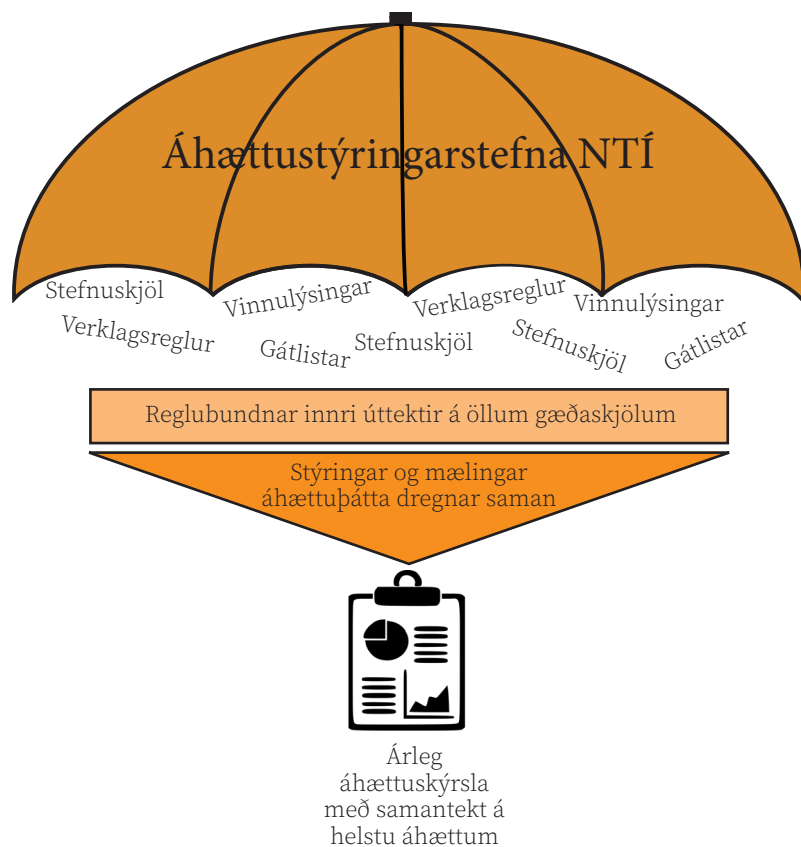 Áhættustýringarstefna NTÍ
Stefnuskjöl
Vinnulýsingar
Verklagsreglur
Vinnulýsingar
Verklagsreglur
Gátlistar
Stefnuskjöl
Stefnuskjöl
Gátlistar
Reglubundnar innri úttektir á öllum gæðaskjölum
Stýringar og mælingar
áhættuþátta dregnar saman
Árleg
áhættuskýrsla
með samantekt á
helstu áhættum